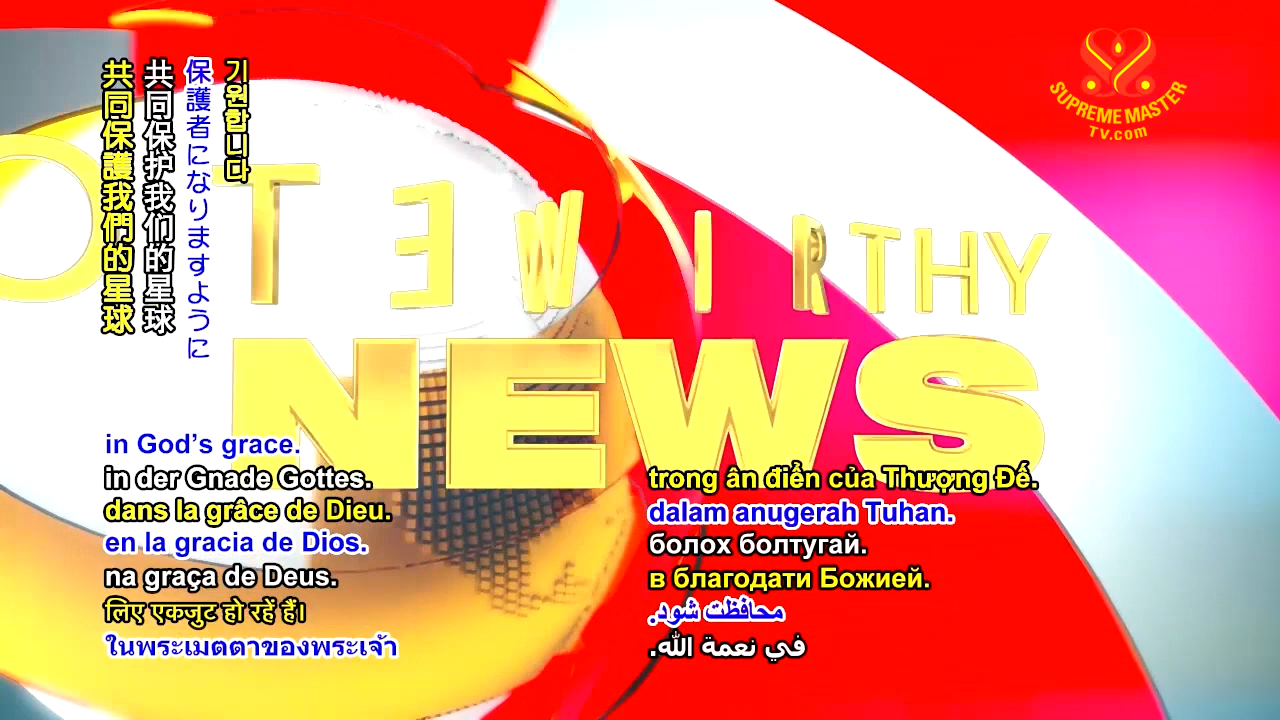 共同保護我們的星球
共同保护我们的星球
保護者になりますように
기원합니다
SUPREME MASTER
TV.com
NOTEWORTHY
NEWS
in God's grace.
in der Gnade Gottes.
dans la grâce de Dieu.
en la gracia de Dios.
na graça de Deus.
लिए एकजुट हो रहें हैं।
ในพระเมตตาของพระเจ้า
trong ân điển của Thượng Đế.
dalam anugerah Tuhan.
болох болтугай.
в благодати Божией.
محافظت شود.
في نعمة الله.